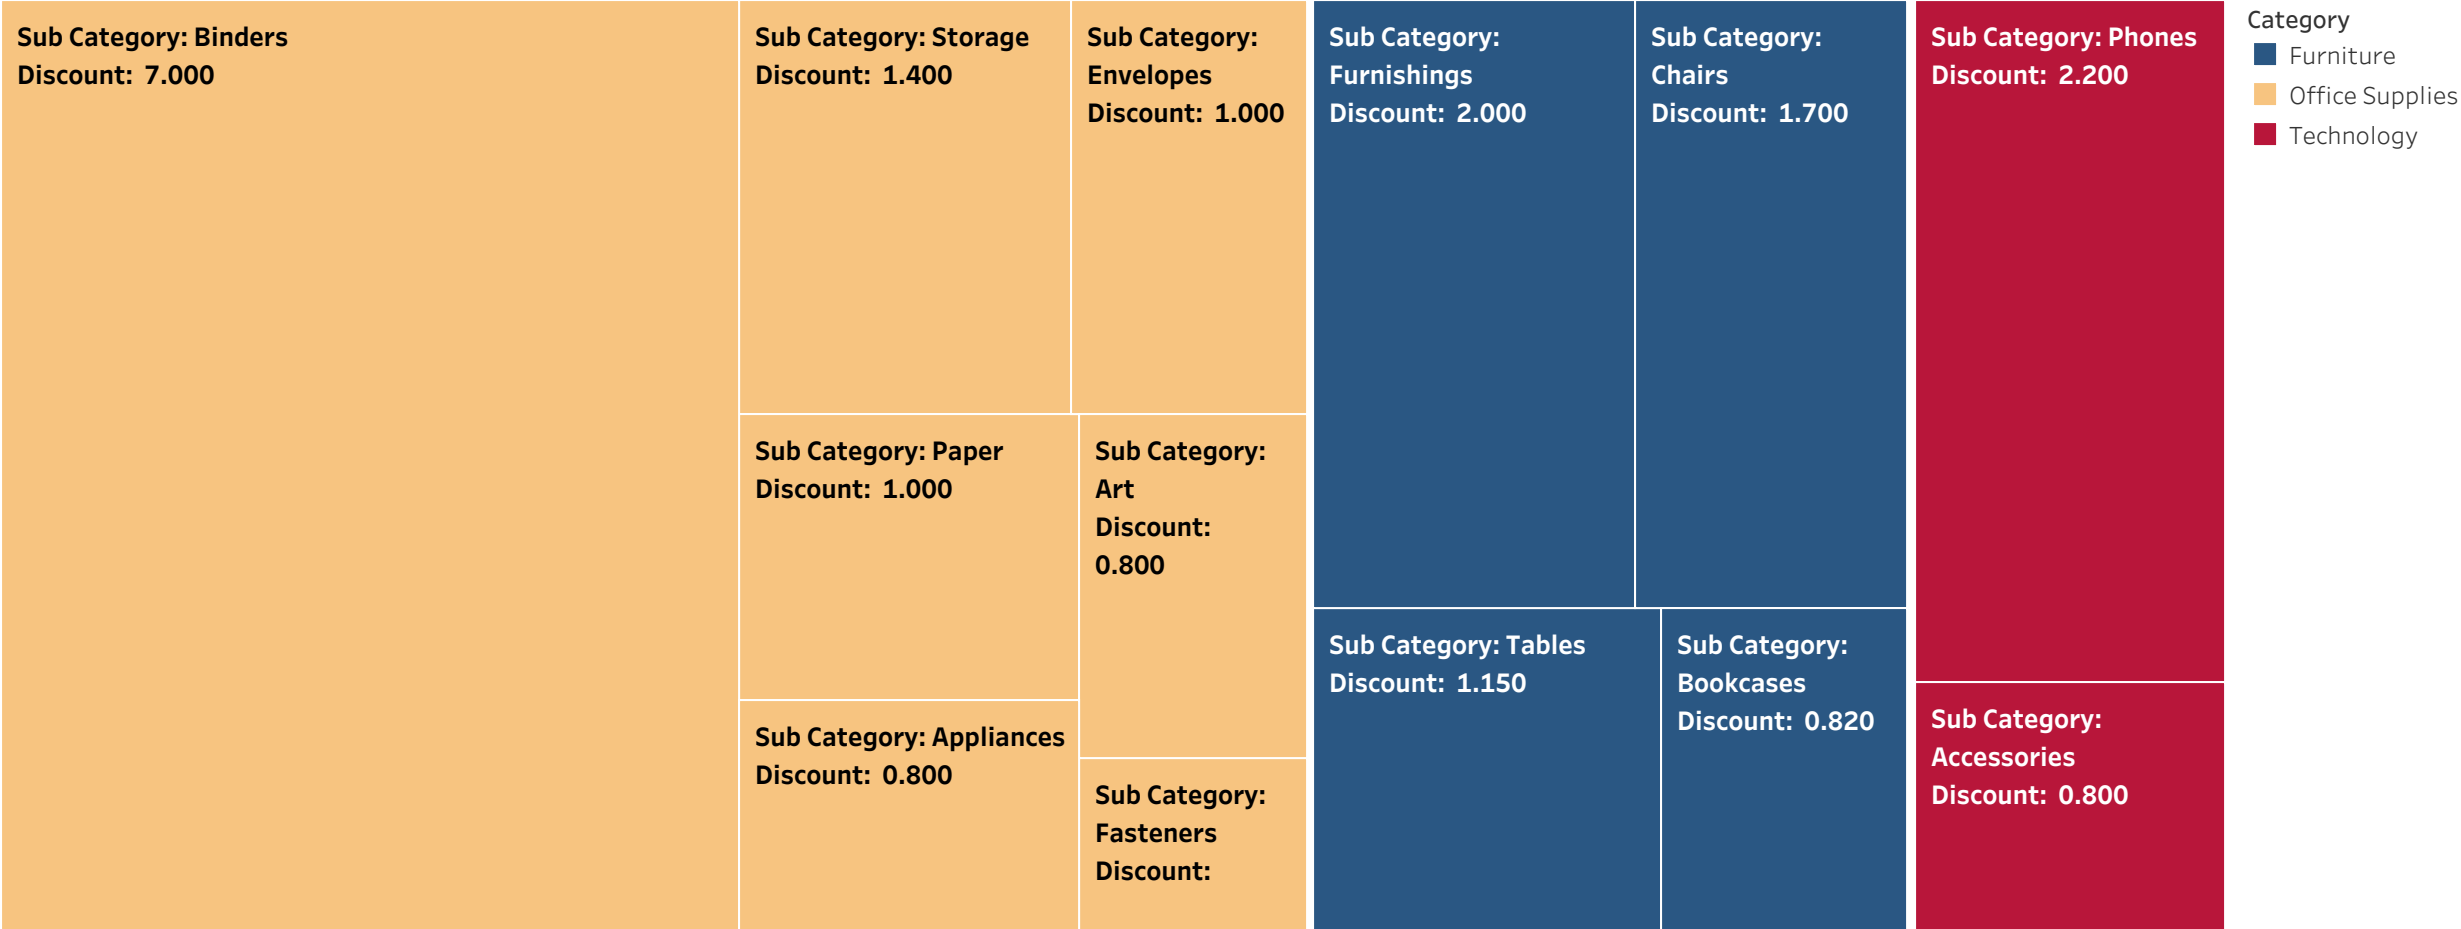 Sub Category: Binders
Discount: 7.000
Sub Category: Storage
Discount: 1.400
Sub Category:
Envelopes
Discount: 1.000
Sub Category: Paper
Discount: 1.000
Sub Category:
Art
Discount:
0.800
Sub Category: Appliances
Discount: 0.800
Sub Category:
Fasteners
Discount:
Sub Category:
Furnishings
Discount: 2.000
Sub Category:
Chairs
Discount: 1.700
Sub Category: Tables
Discount: 1.150
Sub Category:
Bookcases
Discount: 0.820
Sub Category: Phones
Discount: 2.200
Sub Category:
Accessories
Discount: 0.800
Category
Furniture
Office Supplies
Technology